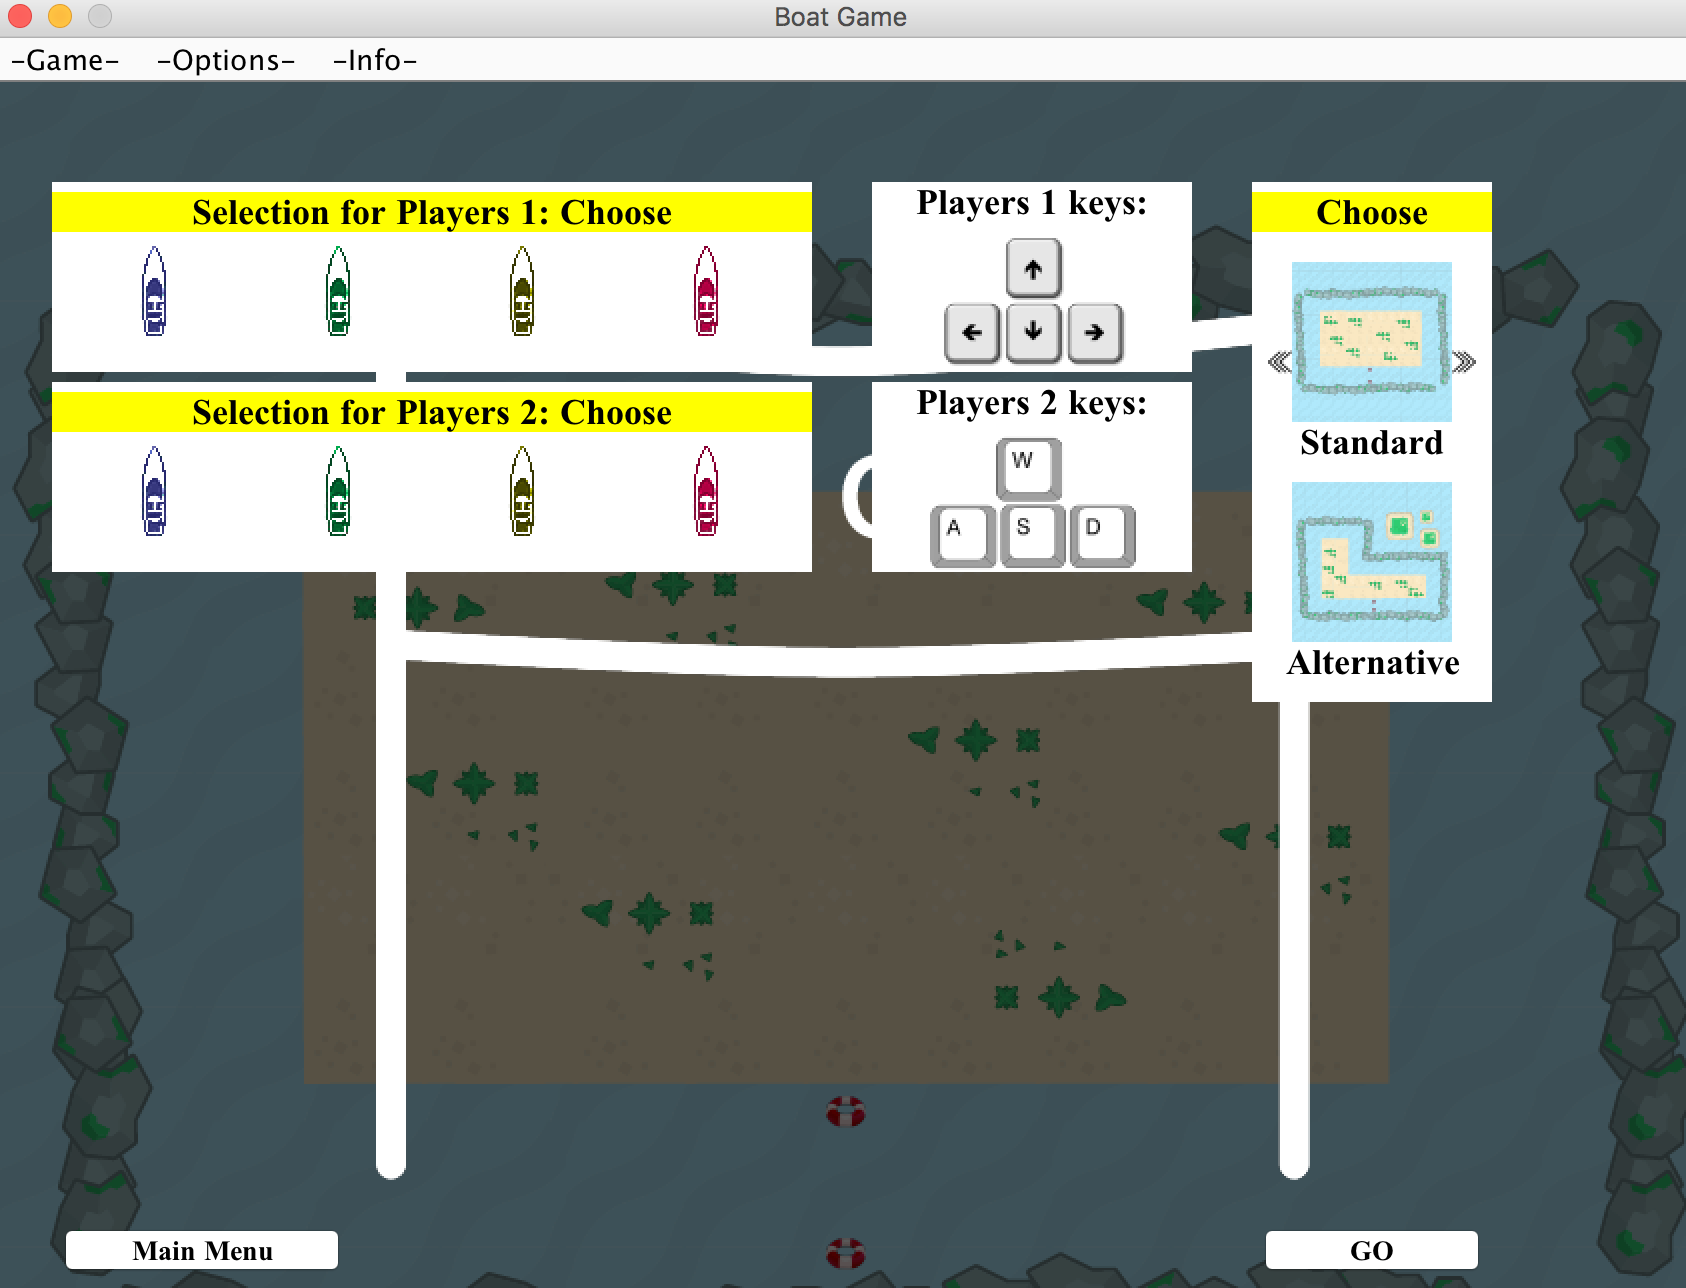 Boat Game
-Game- -Options- -Info-
Selection for Players 1: Choose
Players 1 keys:
Choose
Standard
Selection for Players 2: Choose
Players 2 keys:
W
A S D
Alternative
Main Menu
GO